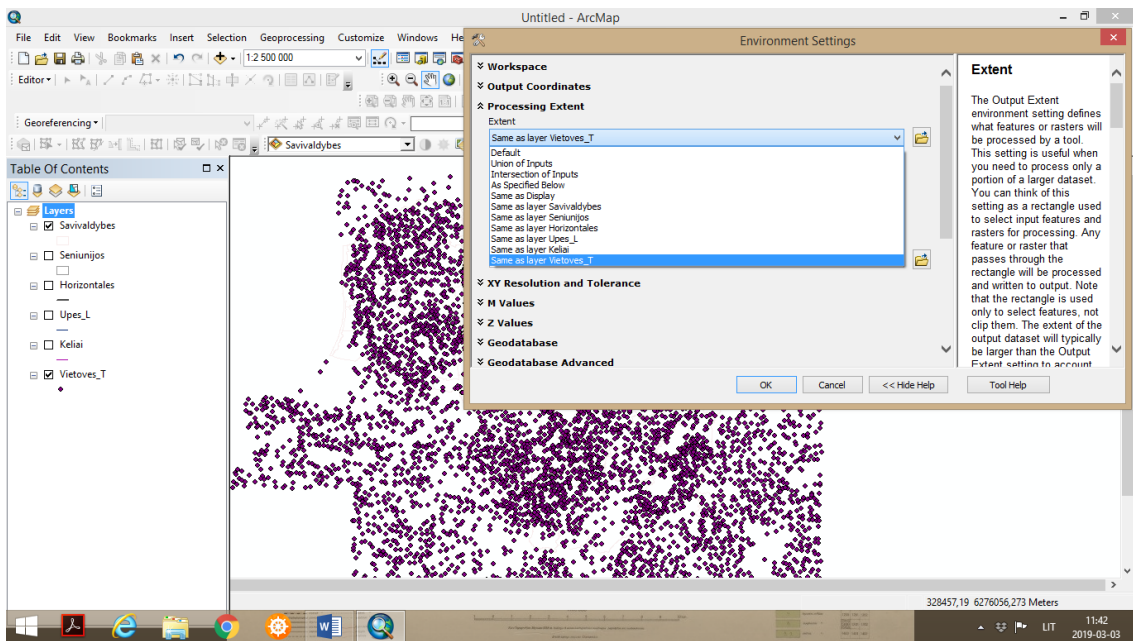 Untitled - ArcMap
File Edit View Bookmarks Insert Selection Geoprocessing Customize Windows He
1:2 500 000
Editor
Georeferencing
Savivaldybes
Table Of Contents
Layers
Savivaldybes
Seniunijos
Horizontales
Upes_L
Keliai
Vietoves_T
Environment Settings
Workspace
Output Coordinates
Processing Extent
Extent
Same as layer Vietoves_T
Default
Union of Inputs
Intersection of Inputs
As Specified Below
Same as Display
Same as layer Savivaldybes
Same as layer Seniunijos
Same as layer Horizontales
Same as layer Upes_L
Same as layer Keliai
Same as layer Vietoves_T
XY Resolution and Tolerance
M Values
Z Values
Geodatabase
Geodatabase Advanced
OK Cancel << Hide Help Tool Help
Extent
The Output Extent
environment setting defines
what features or rasters will
be processed by a tool.
This setting is useful when
you need to process only a
portion of a larger dataset.
You can think of this
setting as a rectangle used
to select input features and
rasters for processing. Any
feature or raster that
passes through the
rectangle will be processed
and written to output. Note
that the rectangle is used
only to select features, not
clip them. The extent of the
output dataset will typically
be larger than the Output
Extent setting to account
328457,19 6276056,273 Meters
LIT
11:42
2019-03-03